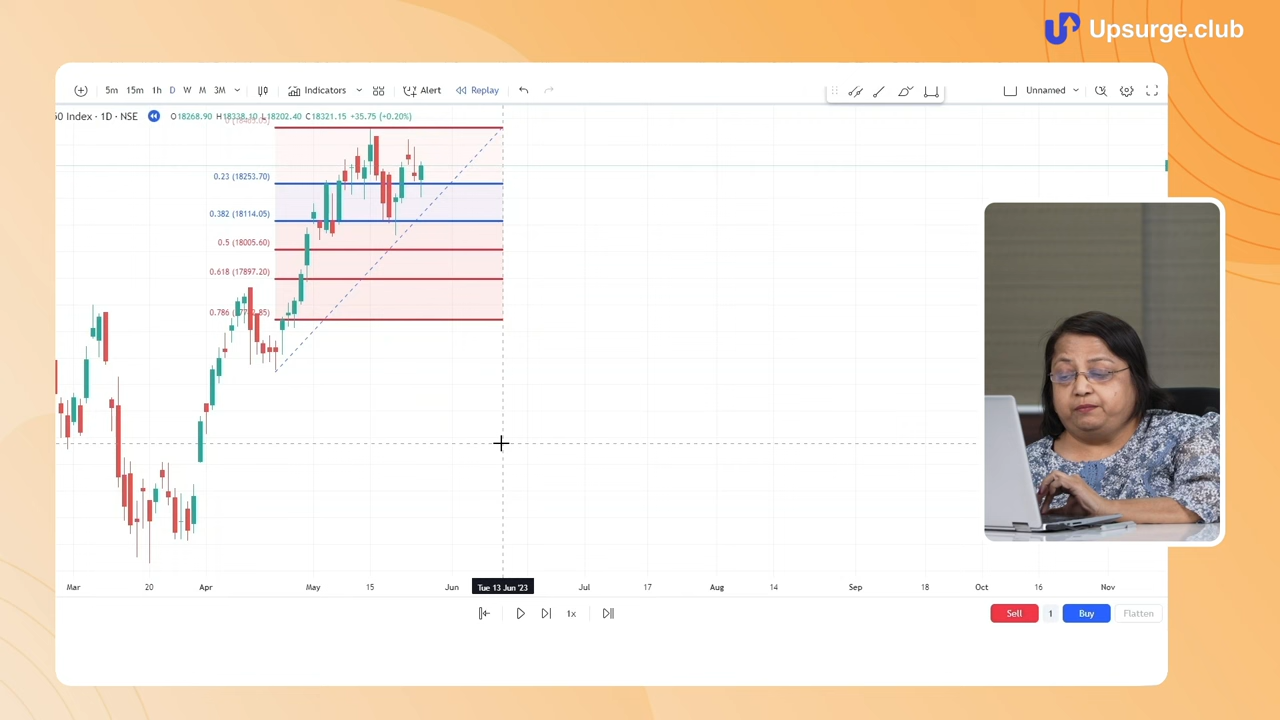 Upsurge.club
5m 15m 1h D W M 3M Indicators Alert Replay Unnamed
50 Index · 1D · NSE O18268.90 H18338.10 L18202.40 C18321.15 +35.75 (+0.20%)
0.23 (18253.70)
0.382 (18114.05)
0.5 (18005.60)
0.618 (17897.20)
0.786
Mar 20 Apr May 15 Jun Tue 13 Jun '23 Jul 17 Aug 14 Sep 18 Oct 16 Nov
1x Sell 1 Buy Flatten